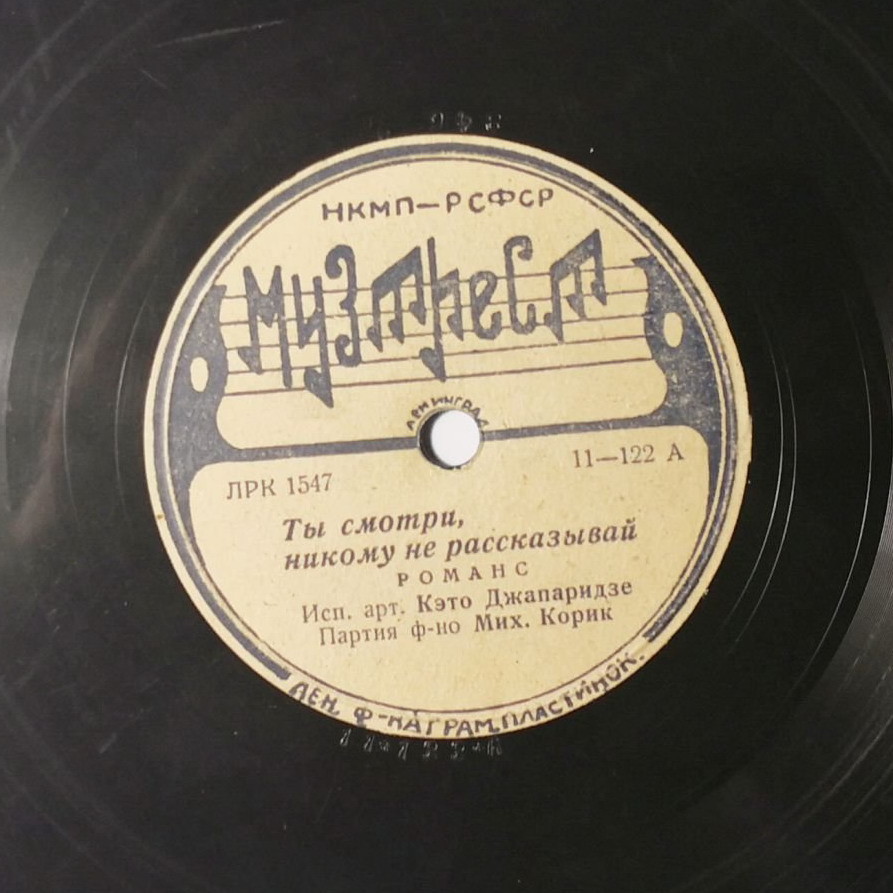 НКМП—РСФСР
Музтрест
ЛЕНИНГРАД
ЛРК 1547
11—122 А
Ты смотри,
никому не рассказывай
РОМАНС
Исп. арт. Кэто Джапаридзе
Партия ф-но Мих. Корик
ЛЕН. Ф-КА ГРАМ.ПЛАСТИНОК.